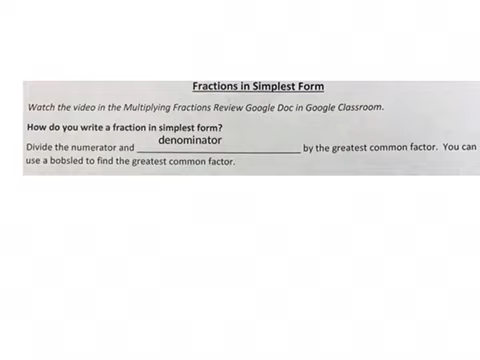 Fractions in Simplest Form
Watch the video in the Multiplying Fractions Review Google Doc in Google Classroom.
How do you write a fraction in simplest form?
denominator
Divide the numerator and ______________________________ by the greatest common factor. You can
use a bobsled to find the greatest common factor.